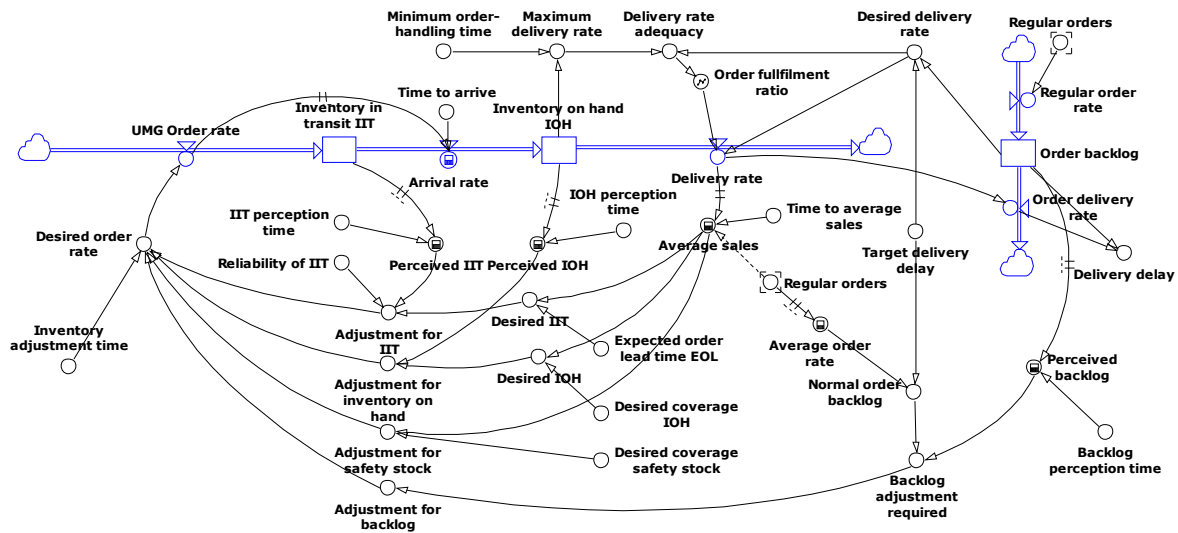 Minimum order-
handling time
Maximum
delivery rate
Delivery rate
adequacy
Desired delivery
rate
Regular orders
Order fullfilment
ratio
Time to arrive
Inventory in
transit IIT
Inventory on hand
IOH
Regular order
rate
UMG Order rate
Order backlog
Arrival rate
Delivery rate
IOH perception
time
Order delivery
rate
IIT perception
time
Time to average
sales
Desired order
rate
Average sales
Target delivery
delay
Reliability of IIT
Perceived IIT
Perceived IOH
Delivery delay
Regular orders
Inventory
adjustment time
Adjustment for
IIT
Desired IIT
Expected order
lead time EOL
Average order
rate
Perceived
backlog
Desired IOH
Normal order
backlog
Adjustment for
inventory on
hand
Desired coverage
IOH
Adjustment for
safety stock
Desired coverage
safety stock
Backlog
perception time
Backlog
adjustment
required
Adjustment for
backlog